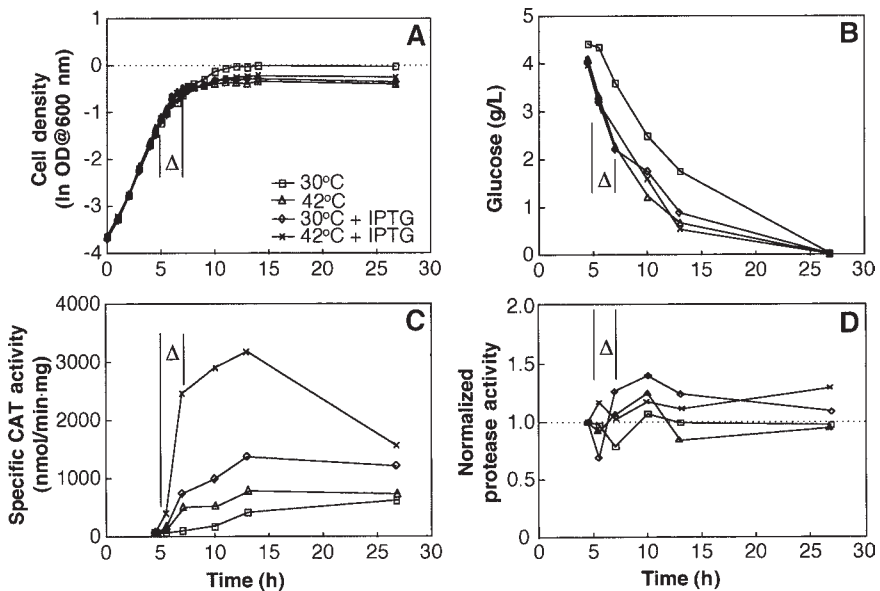 A
Cell density
(ln OD@600 nm)
1
0
-1
-2
-3
-4
0 5 10 15 20 25 30
Δ
30°C
42°C
30°C + IPTG
42°C + IPTG
B
Glucose (g/L)
5
4
3
2
1
0
0 5 10 15 20 25 30
Δ
C
Specific CAT activity
(nmol/min·mg)
4000
3000
2000
1000
0
0 5 10 15 20 25 30
Δ
Time (h)
D
Normalized
protease activity
2.0
1.5
1.0
0.5
0
0 5 10 15 20 25 30
Δ
Time (h)